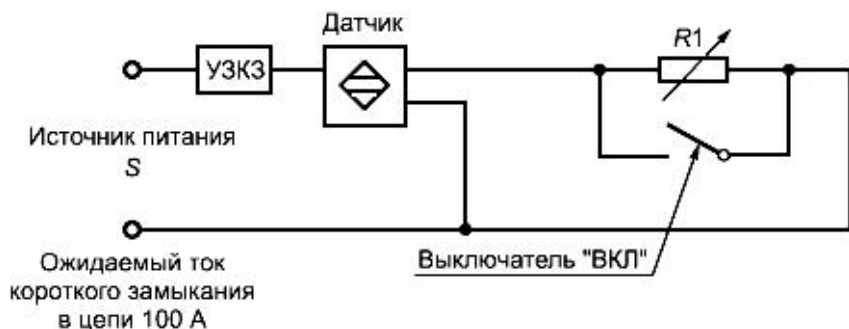 Датчик
R1
УЗКЗ
Источник питания
S
Выключатель "ВКЛ"
Ожидаемый ток
короткого замыкания
в цепи 100 А